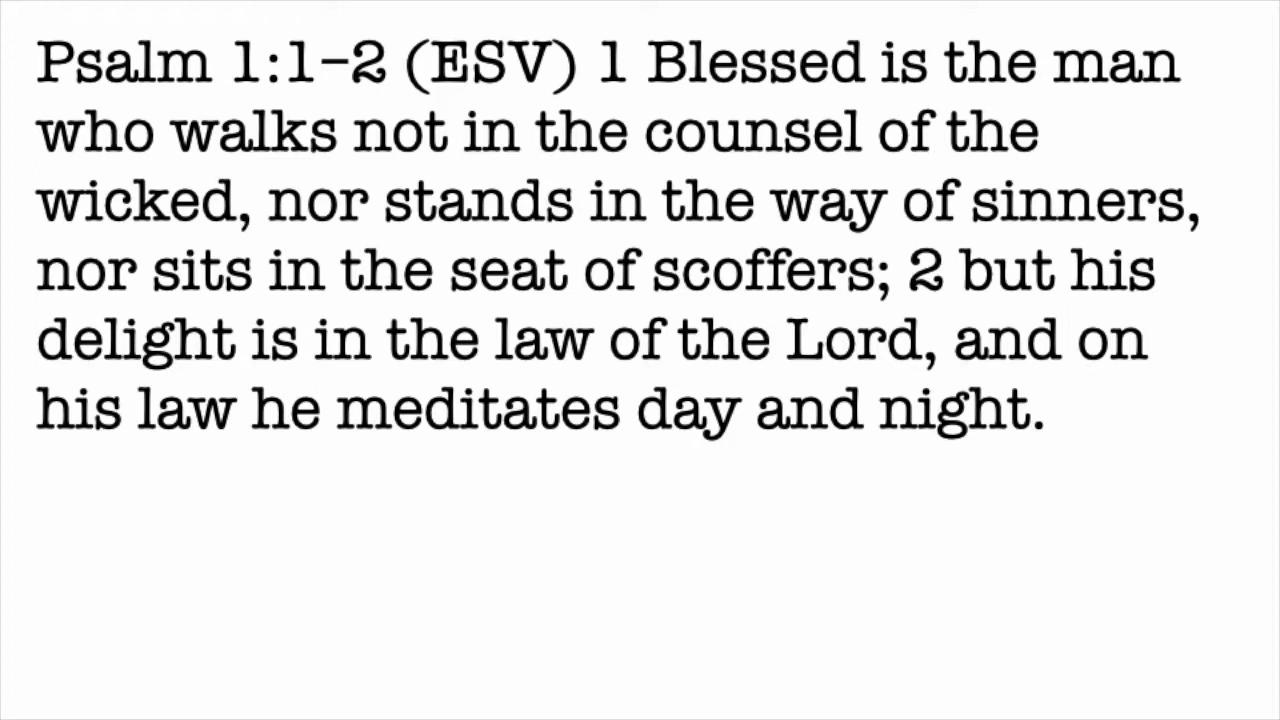 Psalm 1:1–2 (ESV) 1 Blessed is the man
who walks not in the counsel of the
wicked, nor stands in the way of sinners,
nor sits in the seat of scoffers; 2 but his
delight is in the law of the Lord, and on
his law he meditates day and night.